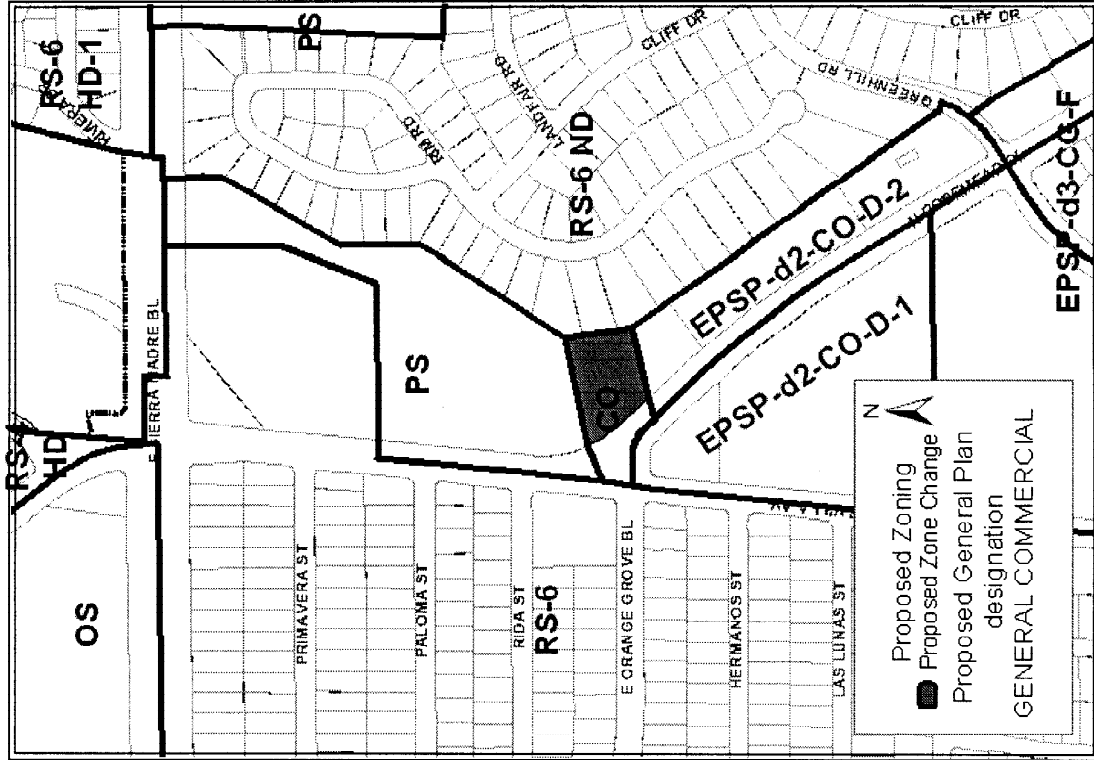 OS
RS-4
HD
RS-6
HD-1
PS
CLIFF DR
CLIFF DR
LANDFAIR RD
RIM RD
GREENHILL RD
SIERRA MADRE BL
PS
RS-6 ND
PRIMAVERA ST
PALOMA ST
RIDA ST
RS-6
E ORANGE GROVE BL
HERMANOS ST
LAS LUNAS ST
CO
EPSP-d2-CO-D-2
EPSP-d2-CO-D-1
EPSP-d3-CG-F
N
Proposed Zoning
Proposed Zone Change
Proposed General Plan
designation
GENERAL COMMERCIAL